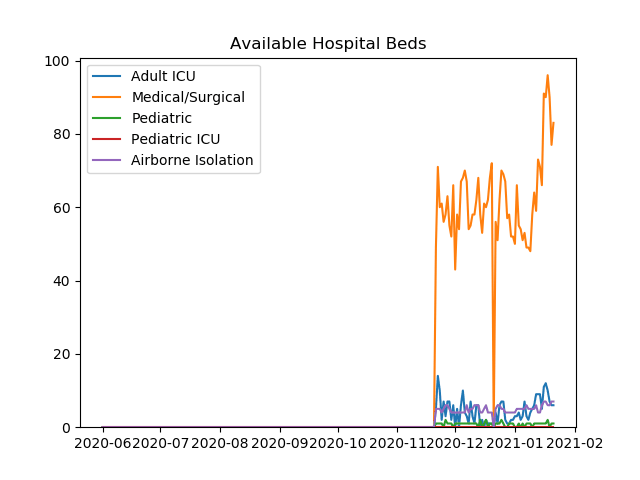 Available Hospital Beds
100
80
60
40
20
0
Adult ICU
Medical/Surgical
Pediatric
Pediatric ICU
Airborne Isolation
2020-06 2020-07 2020-08 2020-09 2020-10 2020-11 2020-12 2021-01 2021-02